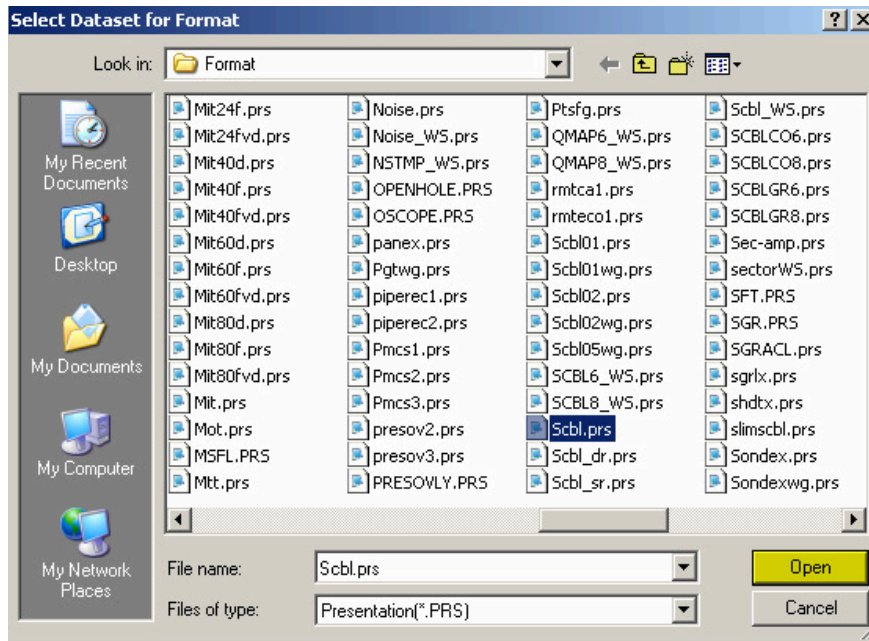 Select Dataset for Format
Look in:
Format
My Recent
Documents
Desktop
My Documents
My Computer
My Network
Places
Mit24f.prs
Mit24fvd.prs
Mit40d.prs
Mit40f.prs
Mit40fvd.prs
Mit60d.prs
Mit60f.prs
Mit60fvd.prs
Mit80d.prs
Mit80f.prs
Mit80fvd.prs
Mit.prs
Mot.prs
MSFL.PRS
Mtt.prs
Noise.prs
Noise_WS.prs
NSTMP_WS.prs
OPENHOLE.PRS
OSCOPE.PRS
panex.prs
Pgtwg.prs
piperec1.prs
piperec2.prs
Pmcs1.prs
Pmcs2.prs
Pmcs3.prs
presov2.prs
presov3.prs
PRESOVLY.PRS
Ptsfg.prs
QMAP6_WS.prs
QMAP8_WS.prs
rmtca1.prs
rmteco1.prs
Scbl01.prs
Scbl01wg.prs
Scbl02.prs
Scbl02wg.prs
Scbl05wg.prs
SCBL6_WS.prs
SCBL8_WS.prs
Scbl.prs
Scbl_dr.prs
Scbl_sr.prs
Scbl_WS.prs
SCBLCO6.prs
SCBLCO8.prs
SCBLGR6.prs
SCBLGR8.prs
Sec-amp.prs
sectorWS.prs
SFT.PRS
SGR.PRS
SGRACL.prs
sgrlx.prs
shdtx.prs
slimscbl.prs
Sondex.prs
Sondexwg.prs
File name:
Scbl.prs
Open
Files of type:
Presentation(*.PRS)
Cancel